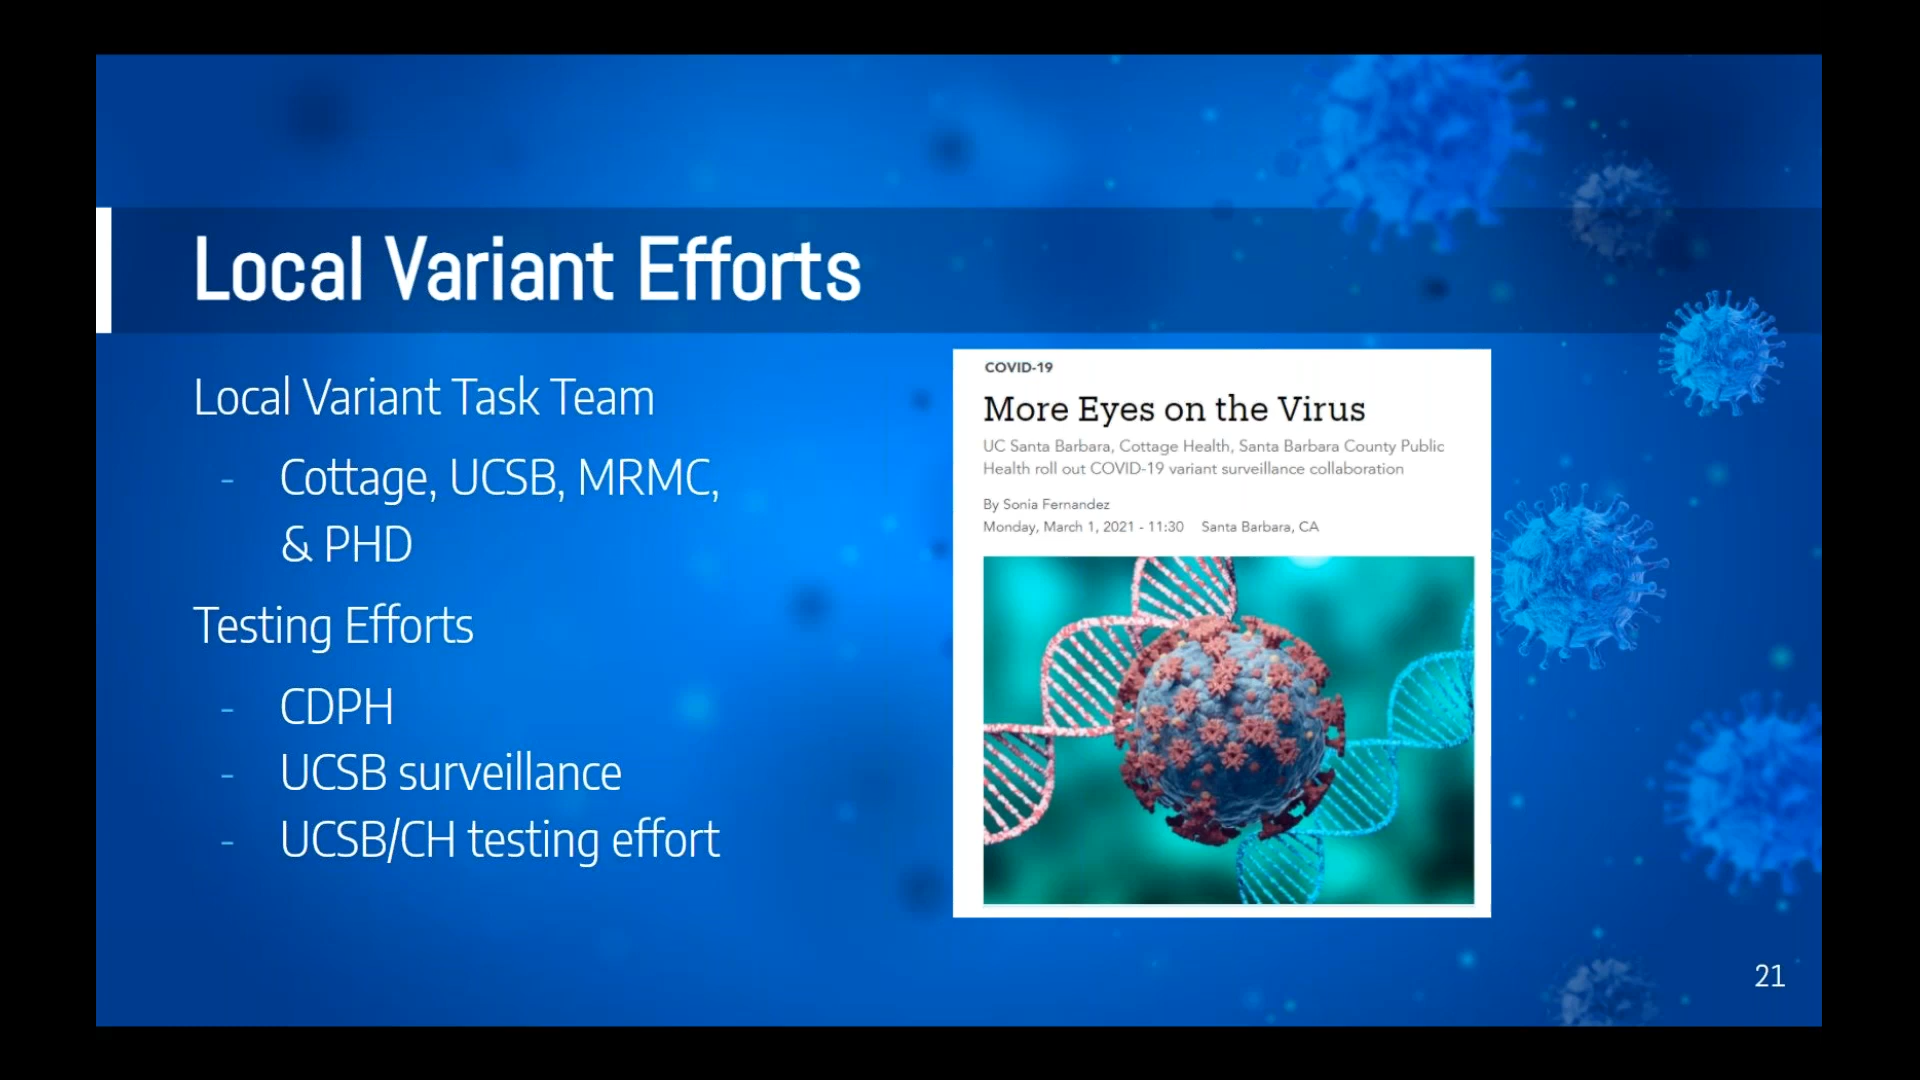 Local Variant Efforts
Local Variant Task Team
- Cottage, UCSB, MRMC,
& PHD
Testing Efforts
- CDPH
- UCSB surveillance
- UCSB/CH testing effort
COVID-19
More Eyes on the Virus
UC Santa Barbara, Cottage Health, Santa Barbara County Public
Health roll out COVID-19 variant surveillance collaboration
By Sonia Fernandez
Monday, March 1, 2021 - 11:30 Santa Barbara, CA
21